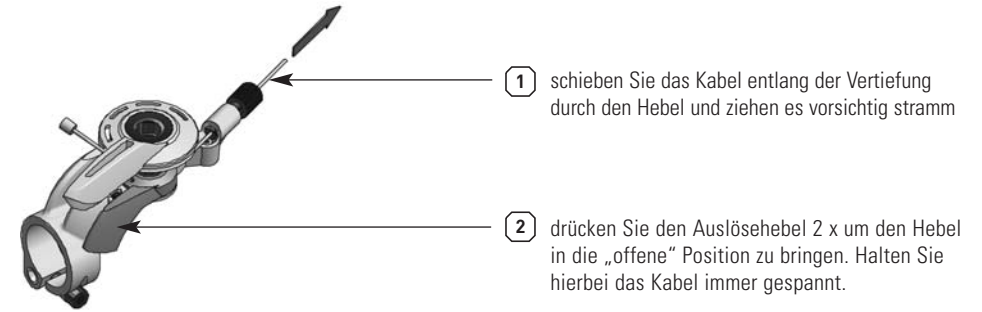 1 schieben Sie das Kabel entlang der Vertiefung
durch den Hebel und ziehen es vorsichtig stramm
2 drücken Sie den Auslösehebel 2 x um den Hebel
in die „offene“ Position zu bringen. Halten Sie
hierbei das Kabel immer gespannt.